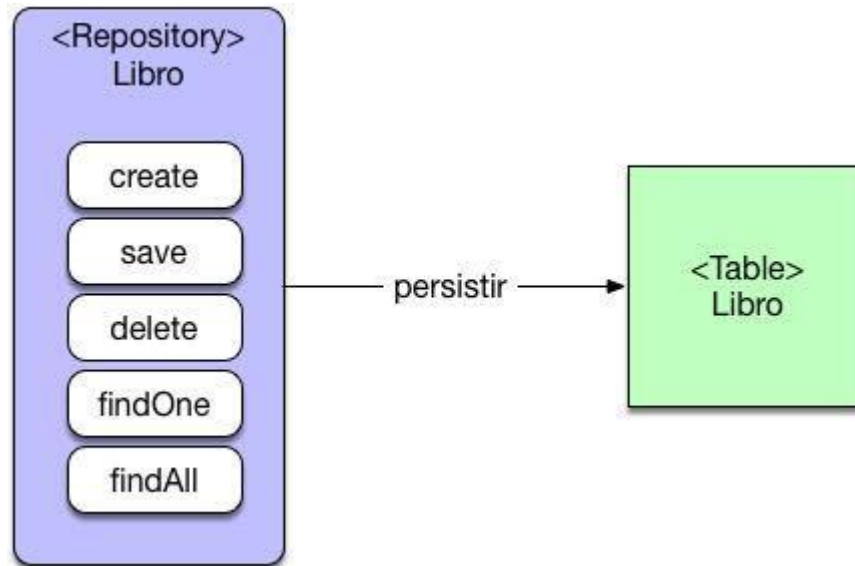 <Repository>
Libro
create
save
delete
findOne
findAll
persistir
<Table>
Libro